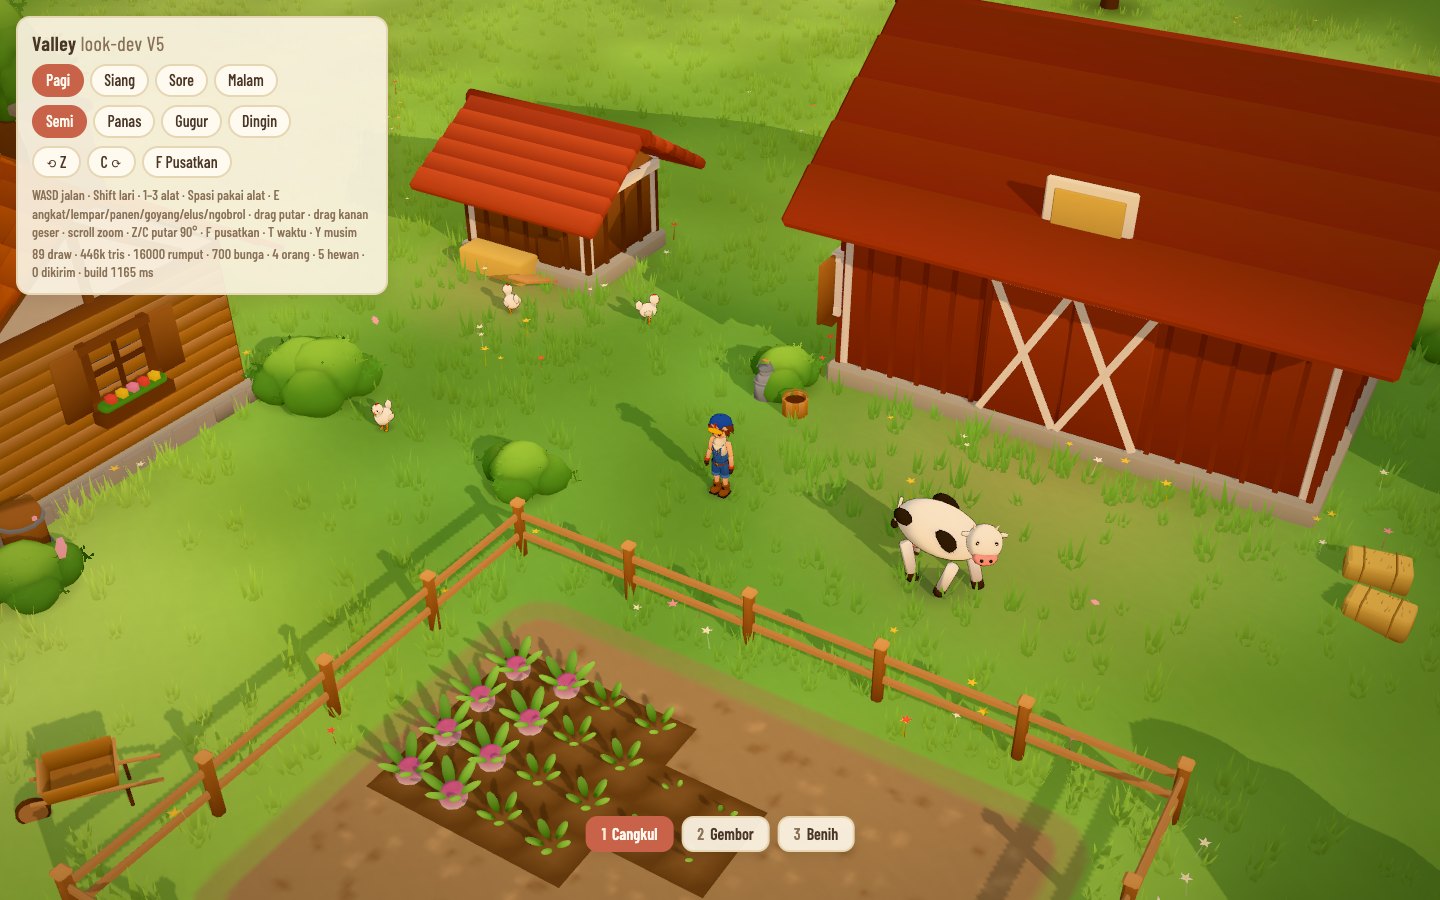 Valley look-dev V5
Pagi Siang Sore Malam
Semi Panas Gugur Dingin
⟲ Z C ⟳ F Pusatkan
WASD jalan · Shift lari · 1–3 alat · Spasi pakai alat · E
angkat/lempar/panen/goyang/elus/ngobrol · drag putar · drag kanan
geser · scroll zoom · Z/C putar 90° · F pusatkan · T waktu · Y musim
89 draw · 446k tris · 16000 rumput · 700 bunga · 4 orang · 5 hewan ·
0 dikirim · build 1165 ms
1 Cangkul 2 Gembor 3 Benih